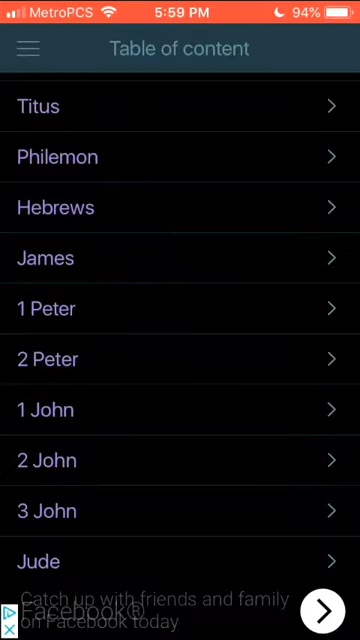 MetroPCS 5:59 PM 94%
Table of content
Titus
Philemon
Hebrews
James
1 Peter
2 Peter
1 John
2 John
3 John
Jude
Catch up with friends and family
Facebook®
on Facebook today